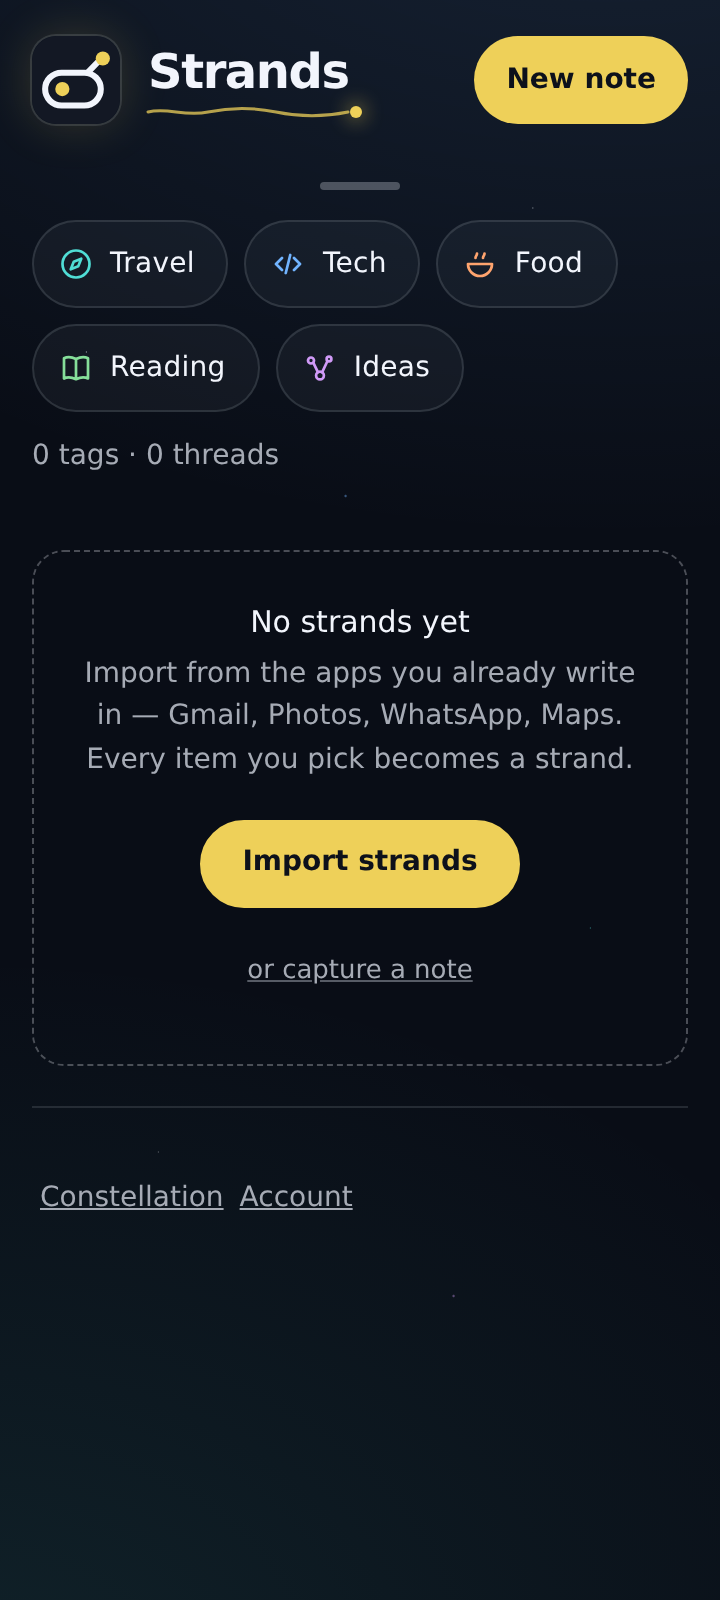 Strands
New note
Travel
Tech
Food
Reading
Ideas
0 tags · 0 threads
No strands yet
Import from the apps you already write
in — Gmail, Photos, WhatsApp, Maps.
Every item you pick becomes a strand.
Import strands
or capture a note
Constellation Account